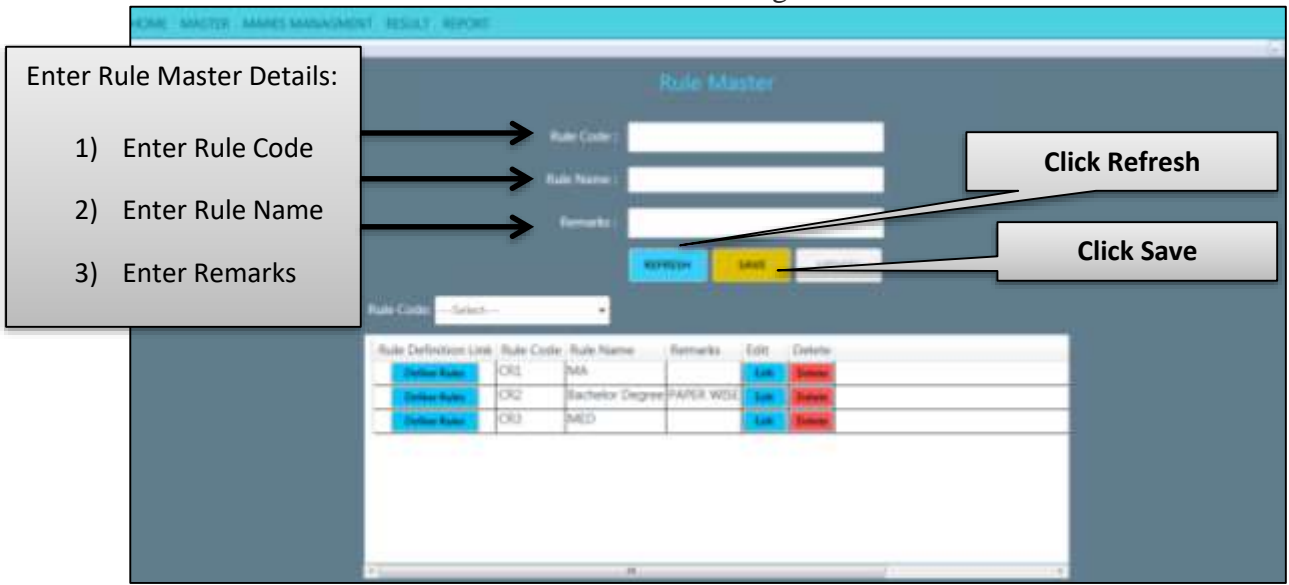 HOME MASTER MARKS MANAGMENT RESULT REPORT
Enter Rule Master Details:
1) Enter Rule Code
2) Enter Rule Name
3) Enter Remarks
Rule Master
Rule Code :
Rule Name :
Remarks :
Click Refresh
Click Save
REFRESH SAVE
Rule Code: ---Select---
Rule Definition Link Rule Code Rule Name Remarks Edit Delete
Define Rules CR1 MA Edit Delete
Define Rules CR2 Bachelor Degree PAPER WISE Edit Delete
Define Rules CR3 MED Edit Delete